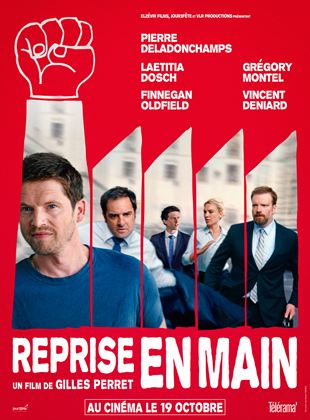 ELZÉVIR FILMS, JOUR2FÊTE ET VLR PRODUCTIONS PRÉSENTENT
PIERRE
DELADONCHAMPS
LAETITIA
DOSCH
GRÉGORY
MONTEL
FINNEGAN
OLDFIELD
VINCENT
DENIARD
REPRISE EN MAIN
UN FILM DE GILLES PERRET
AU CINÉMA LE 19 OCTOBRE
Télérama'